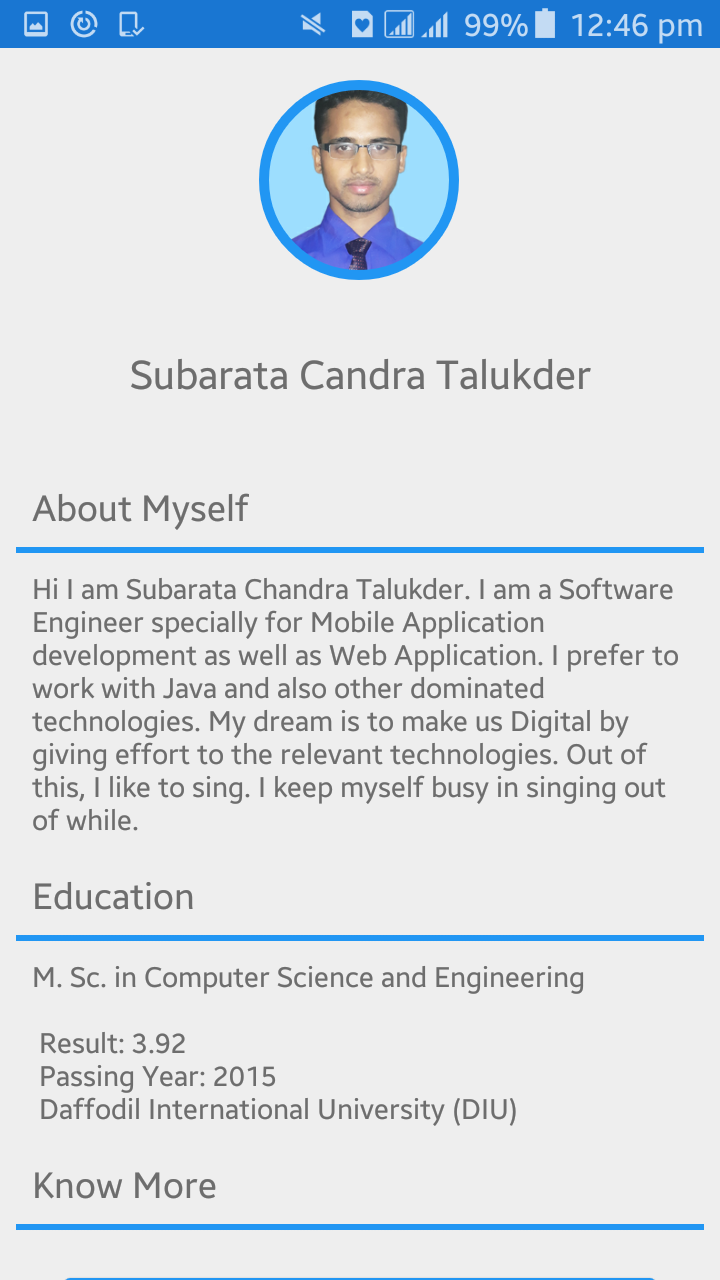 99% 12:46 pm
Subarata Candra Talukder
About Myself
Hi I am Subarata Chandra Talukder. I am a Software
Engineer specially for Mobile Application
development as well as Web Application. I prefer to
work with Java and also other dominated
technologies. My dream is to make us Digital by
giving effort to the relevant technologies. Out of
this, I like to sing. I keep myself busy in singing out
of while.
Education
M. Sc. in Computer Science and Engineering
Result: 3.92
Passing Year: 2015
Daffodil International University (DIU)
Know More